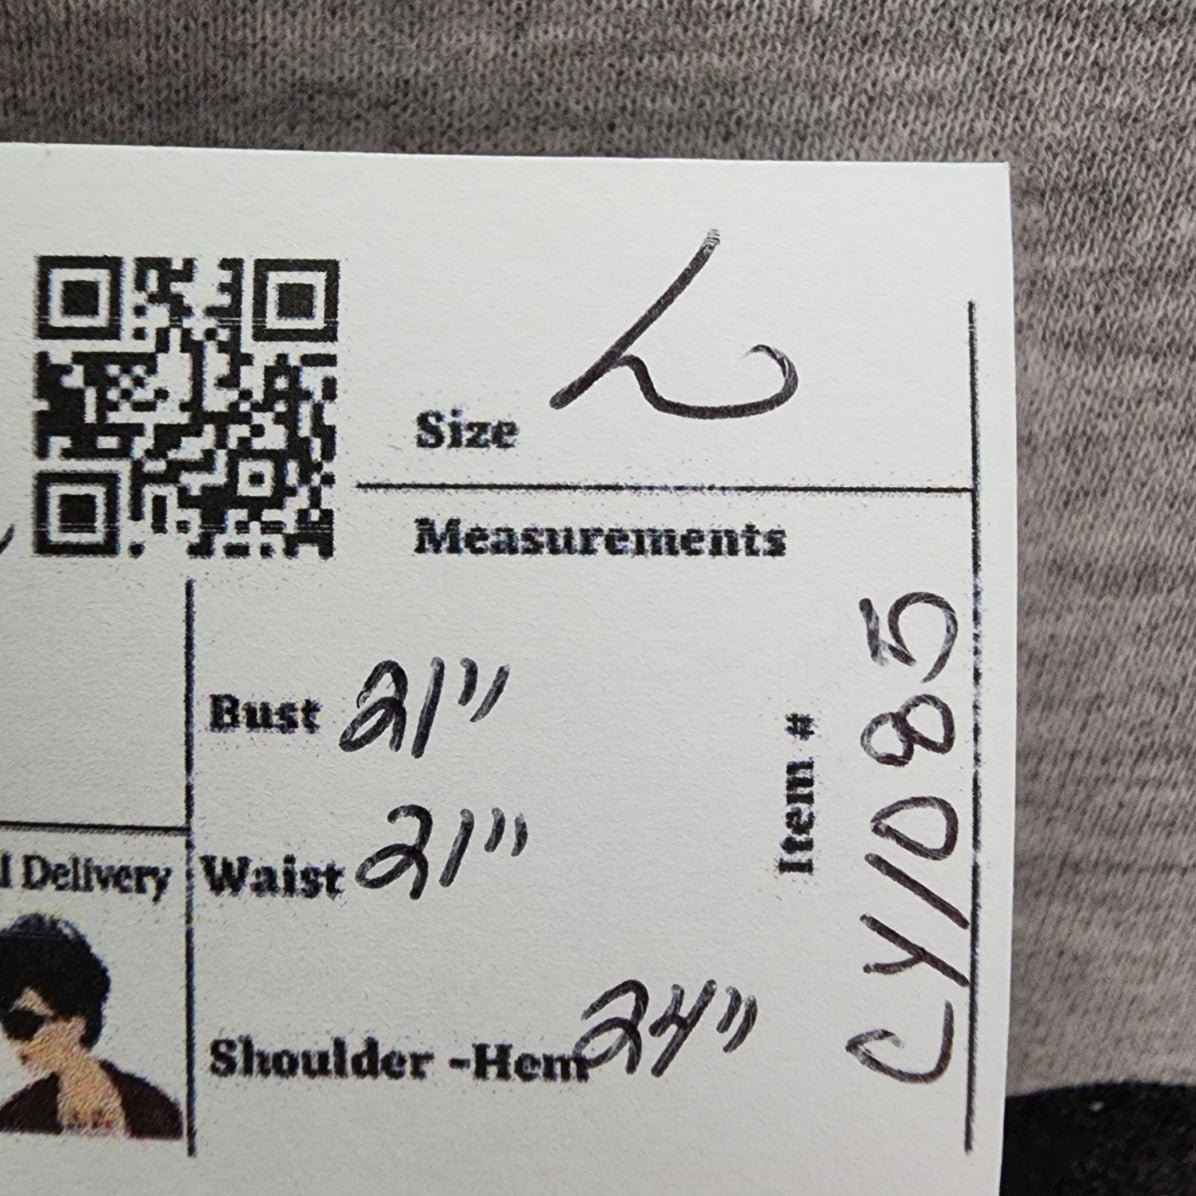 Size L
Measurements
Bust 21"
Waist 21"
Shoulder -Hem 24"
Item # CY1085
l Delivery